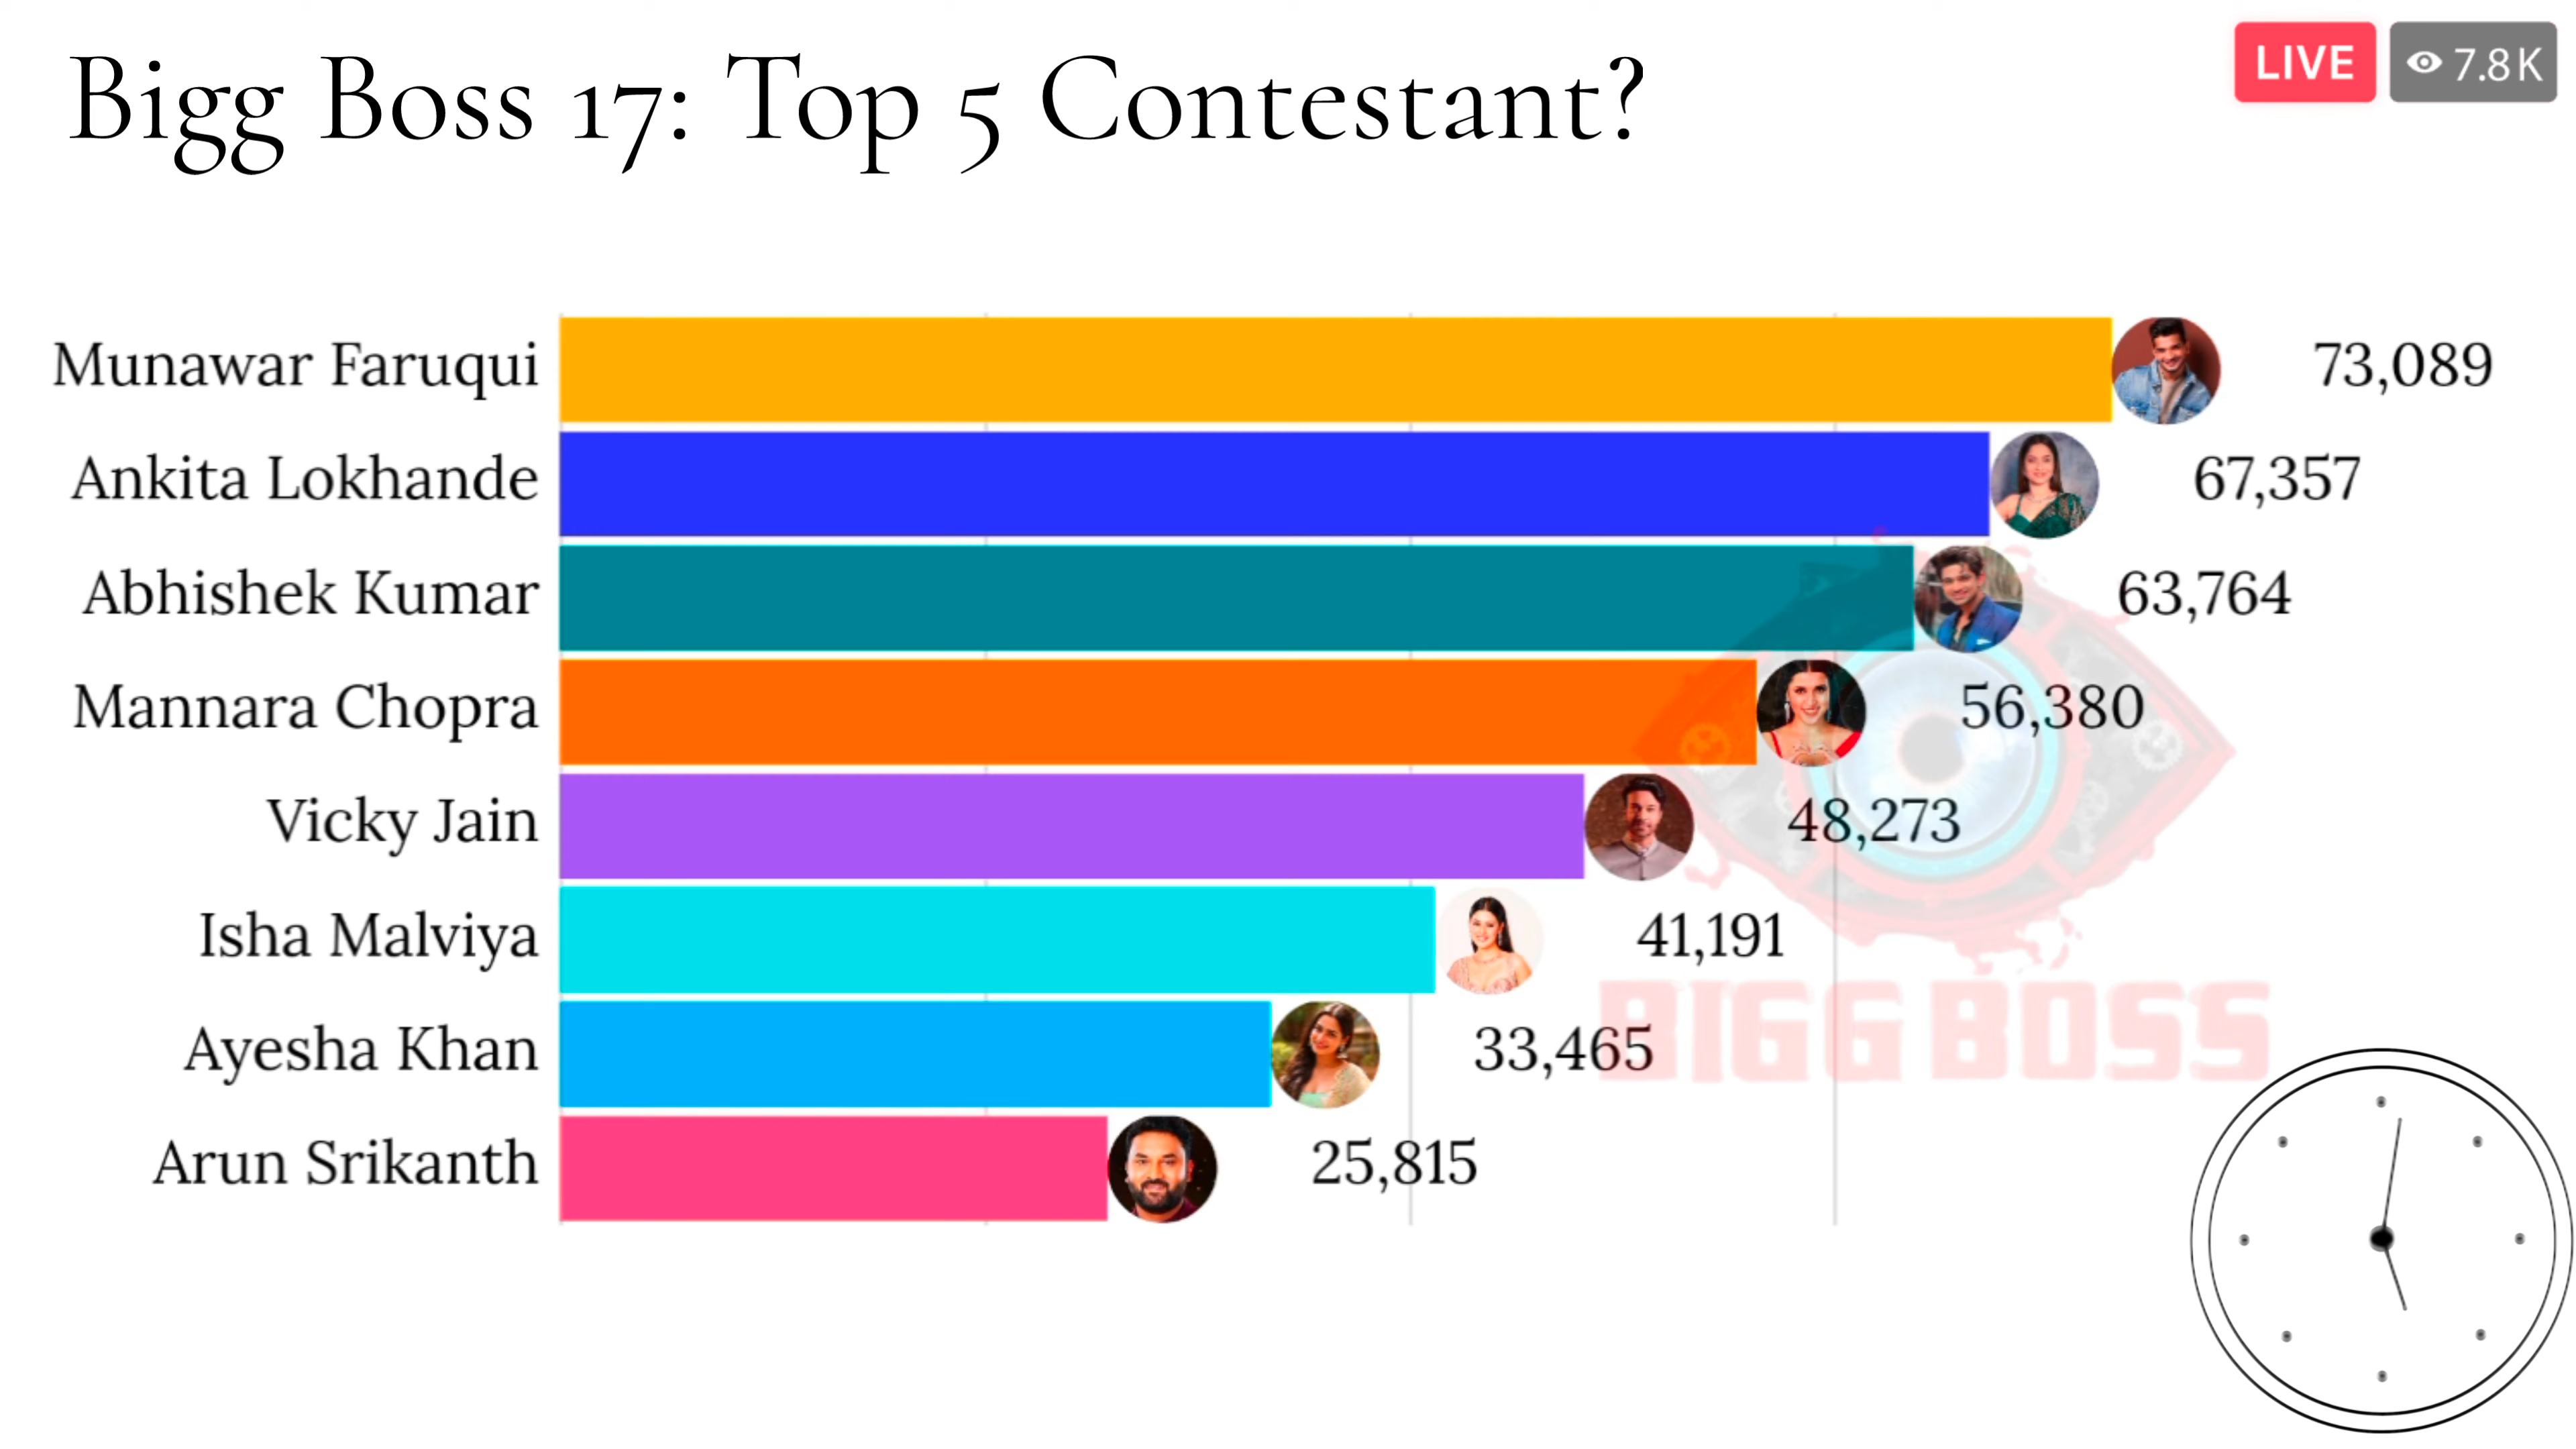 Bigg Boss 17: Top 5 Contestant?
LIVE 7.8K
Munawar Faruqui 73,089
Ankita Lokhande 67,357
Abhishek Kumar 63,764
Mannara Chopra 56,380
Vicky Jain 48,273
Isha Malviya 41,191
Ayesha Khan 33,465
Arun Srikanth 25,815
BIGG BOSS